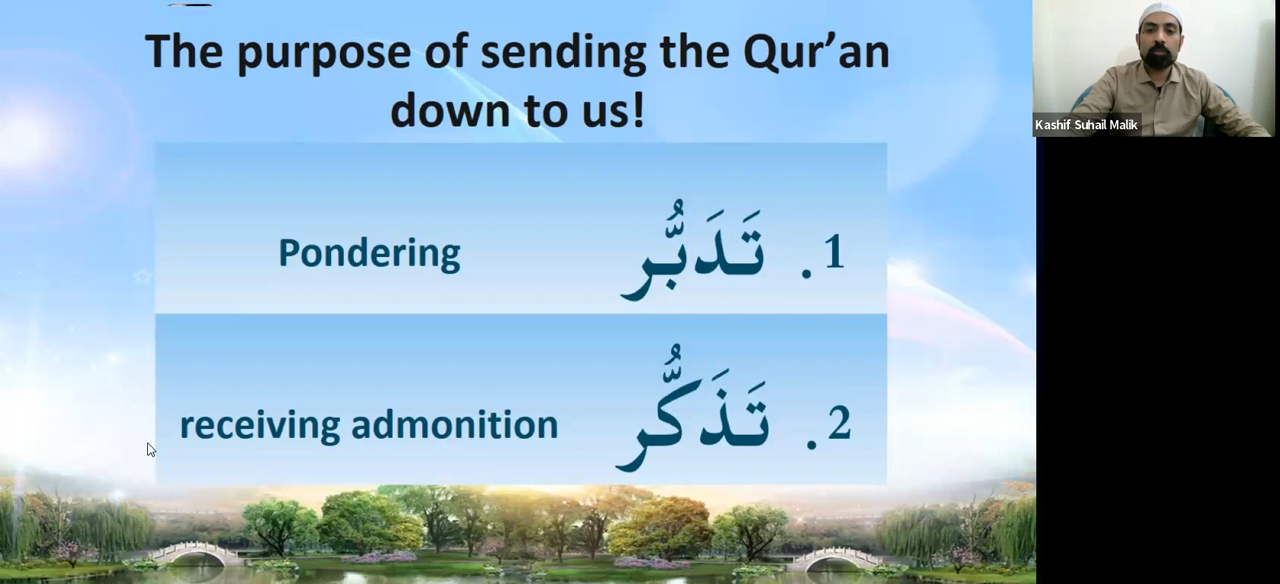 The purpose of sending the Qur’an
down to us!
Kashif Suhail Malik
1. تَدَبُّر Pondering
2. تَذَكُّر receiving admonition